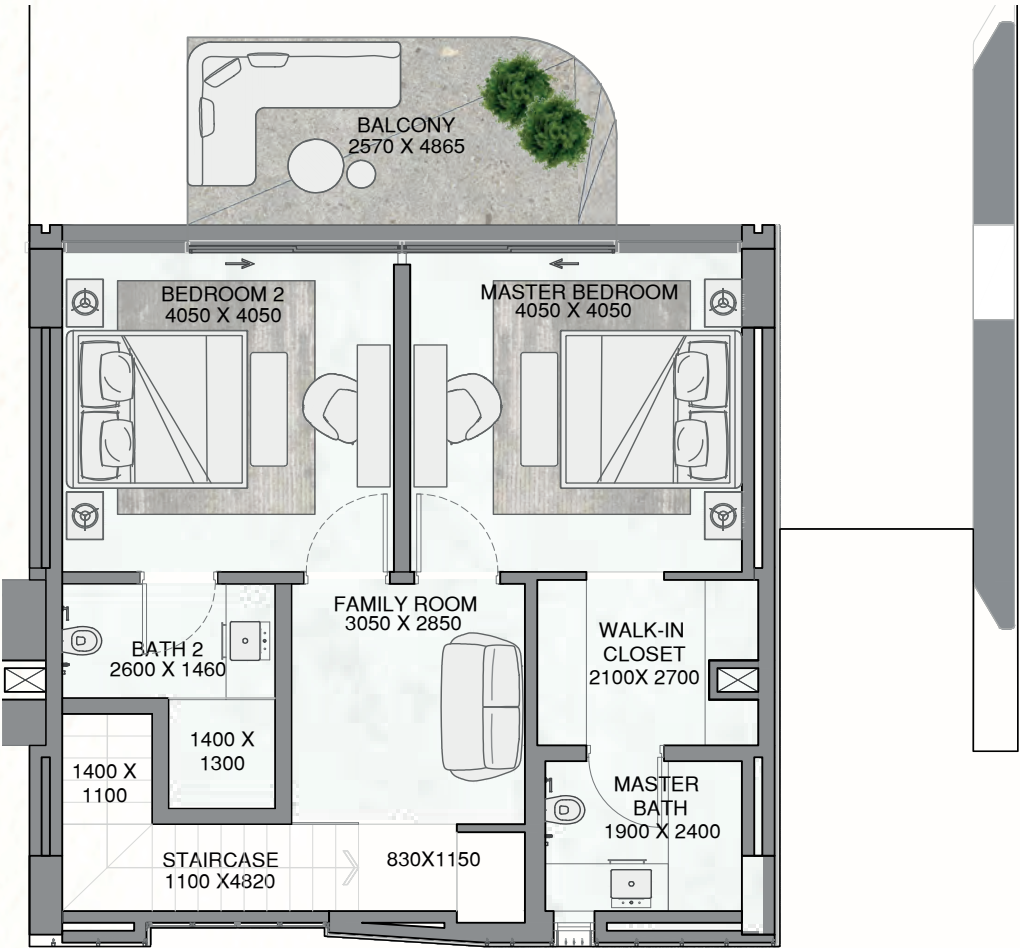 BALCONY
2570 X 4865
BEDROOM 2
4050 X 4050
MASTER BEDROOM
4050 X 4050
FAMILY ROOM
3050 X 2850
WALK-IN
CLOSET
2100X 2700
BATH 2
2600 X 1460
1400 X
1300
1400 X
1100
MASTER
BATH
1900 X 2400
STAIRCASE
1100 X4820
830X1150